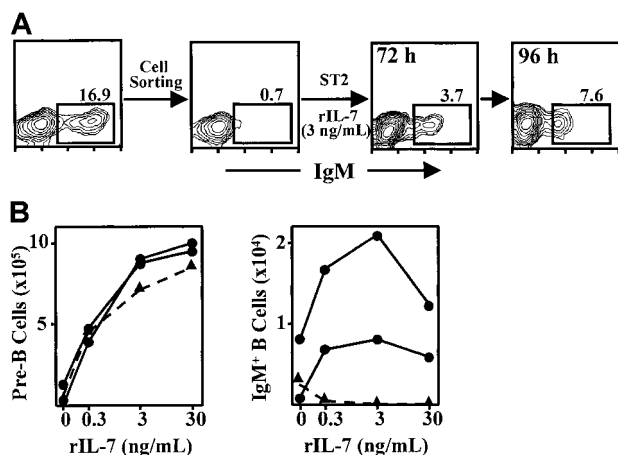 A
16.9
Cell
Sorting
0.7
ST2
rIL-7
(3 ng/mL)
72 h
3.7
96 h
7.6
IgM
B
Pre-B Cells (x10⁵)
10
5
0
0.3
3
30
rIL-7 (ng/mL)
IgM⁺ B Cells (x10⁴)
2
1
0
0.3
3
30
rIL-7 (ng/mL)